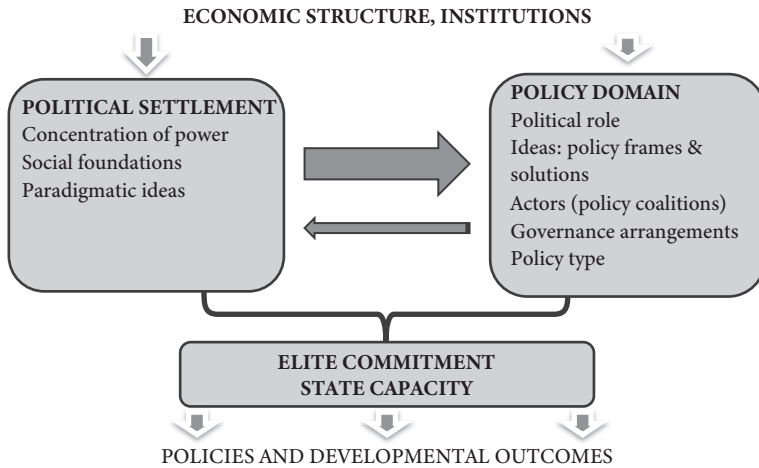 ECONOMIC STRUCTURE, INSTITUTIONS
POLITICAL SETTLEMENT
Concentration of power
Social foundations
Paradigmatic ideas
POLICY DOMAIN
Political role
Ideas: policy frames &
solutions
Actors (policy coalitions)
Governance arrangements
Policy type
ELITE COMMITMENT
STATE CAPACITY
POLICIES AND DEVELOPMENTAL OUTCOMES